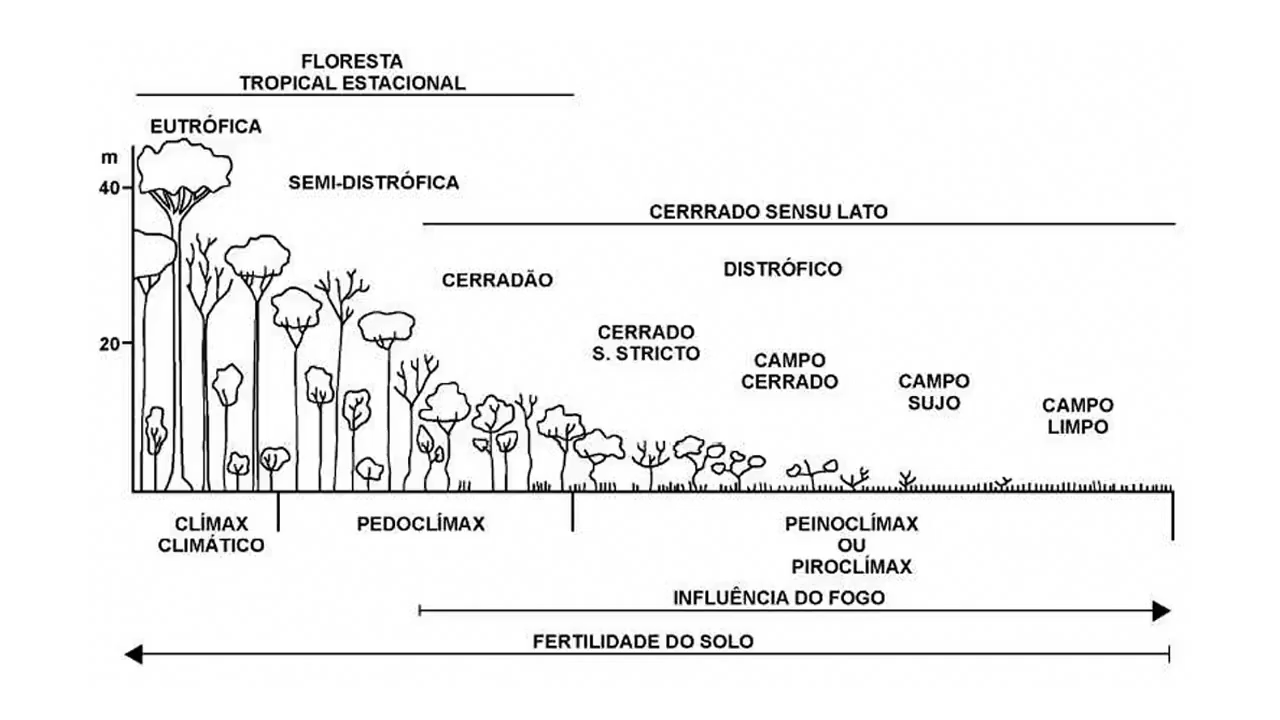 FLORESTA
TROPICAL ESTACIONAL
EUTRÓFICA
m
40
SEMI-DISTRÓFICA
CERRRADO SENSU LATO
DISTRÓFICO
CERRADÃO
20
CERRADO
S. STRICTO
CAMPO
CERRADO
CAMPO
SUJO
CAMPO
LIMPO
CLÍMAX
CLIMÁTICO
PEDOCLÍMAX
PEINOCLÍMAX
OU
PIROCLÍMAX
INFLUÊNCIA DO FOGO
FERTILIDADE DO SOLO